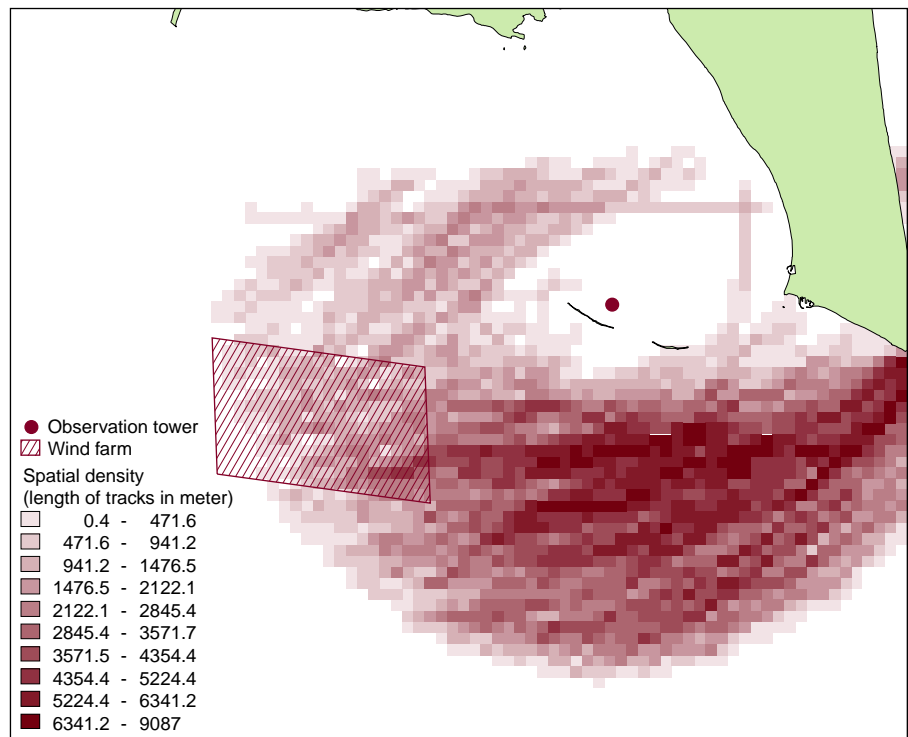 Observation tower
Wind farm
Spatial density
(length of tracks in meter)
0.4 - 471.6
471.6 - 941.2
941.2 - 1476.5
1476.5 - 2122.1
2122.1 - 2845.4
2845.4 - 3571.7
3571.5 - 4354.4
4354.4 - 5224.4
5224.4 - 6341.2
6341.2 - 9087